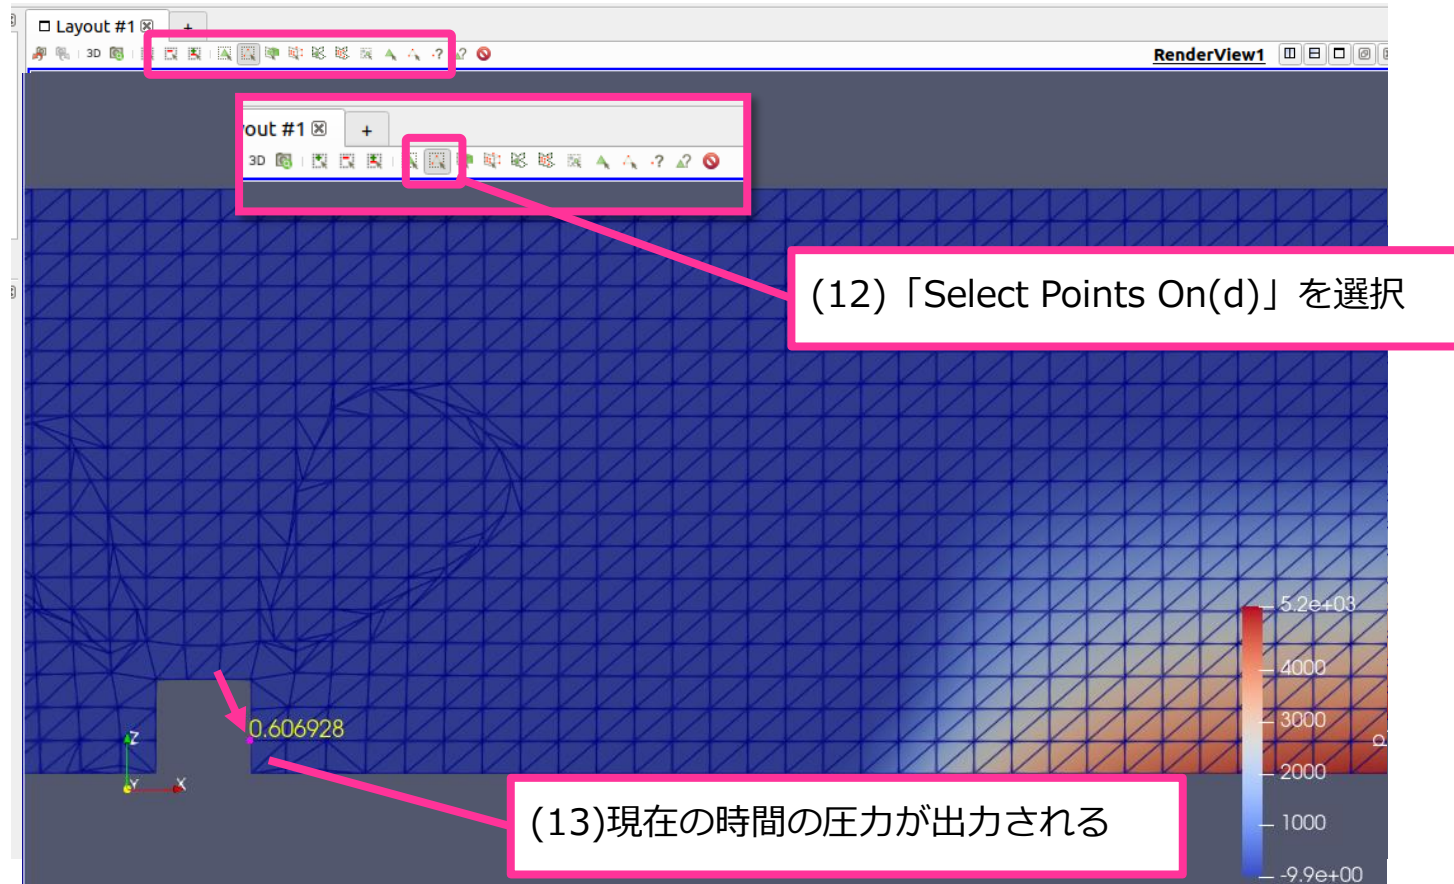 Layout #1
+
3D
RenderView1
yout #1
+
3D
(12)「Select Points On(d)」を選択
5.2e+03
4000
3000
p
2000
1000
-9.9e+00
0.606928
Z
Y
X
(13)現在の時間の圧力が出力される